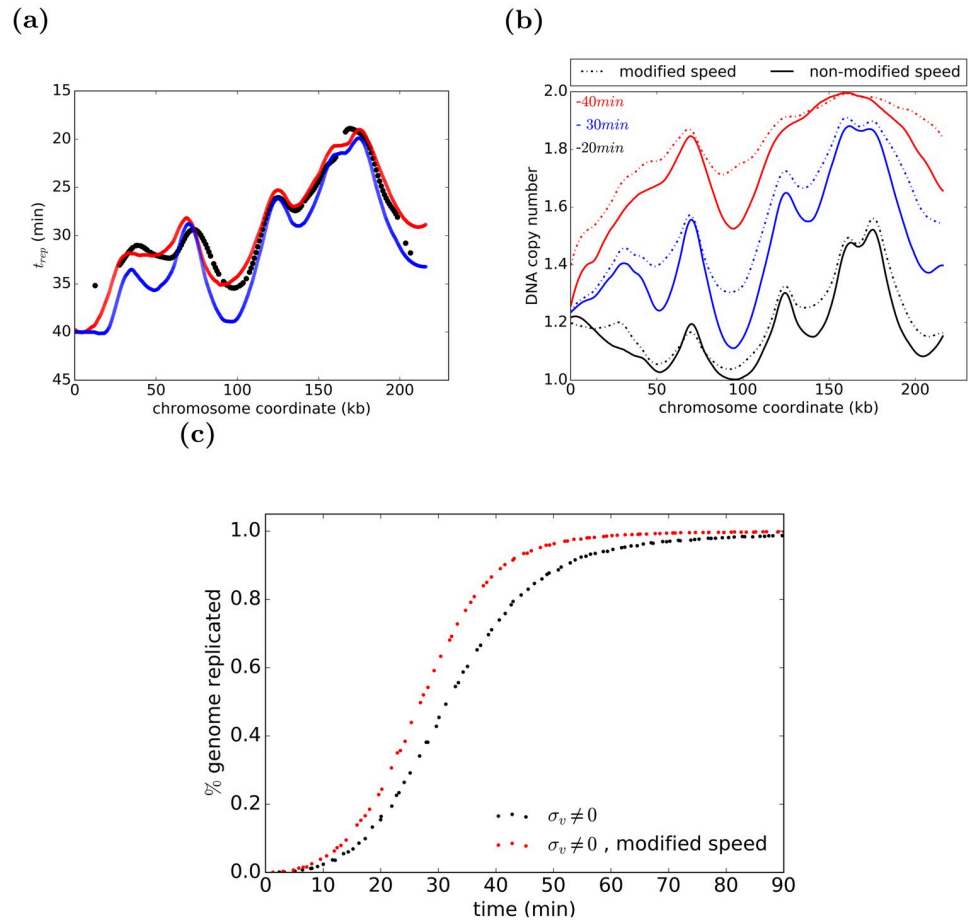 (a)
15
20
25
30
35
40
45
t_rep (min)
0 50 100 150 200
chromosome coordinate (kb)
(b)
modified speed non-modified speed
-40min
- 30min
-20min
2.0
1.8
1.6
1.4
1.2
1.0
DNA copy number
0 50 100 150 200
chromosome coordinate (kb)
(c)
1.0
0.8
0.6
0.4
0.2
0.0
% genome replicated
σ_v ≠ 0
σ_v ≠ 0 , modified speed
0 10 20 30 40 50 60 70 80 90
time (min)